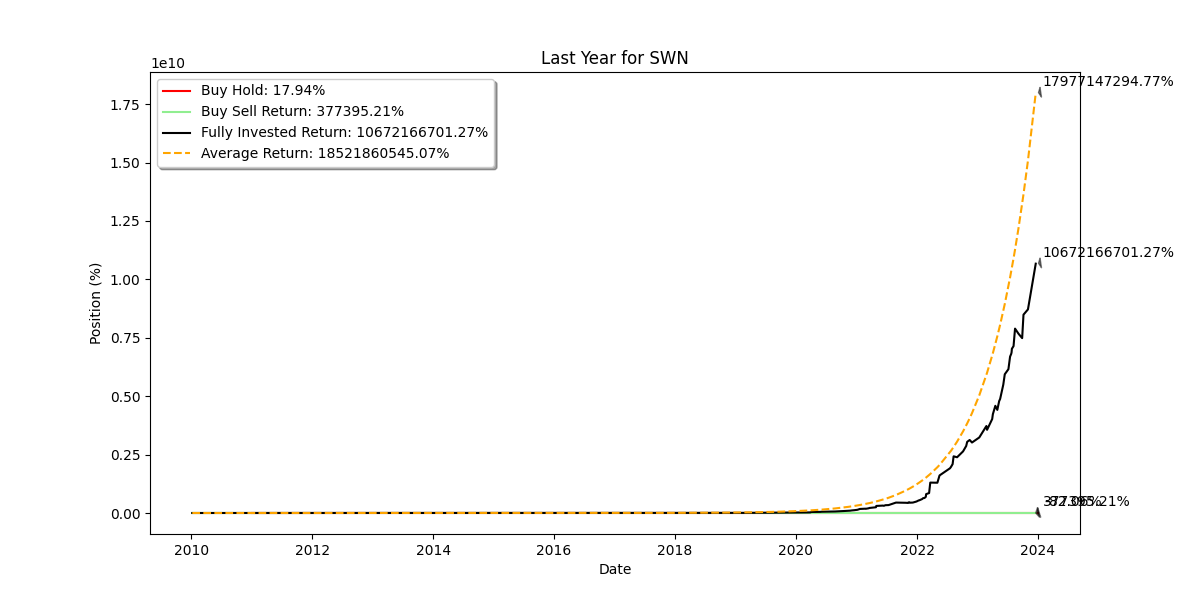 Last Year for SWN
1e10
Buy Hold: 17.94%
Buy Sell Return: 377395.21%
Fully Invested Return: 10672166701.27%
Average Return: 18521860545.07%
17977147294.77%
10672166701.27%
377395.21%
1.75
1.50
1.25
1.00
0.75
0.50
0.25
0.00
Position (%)
2010 2012 2014 2016 2018 2020 2022 2024
Date